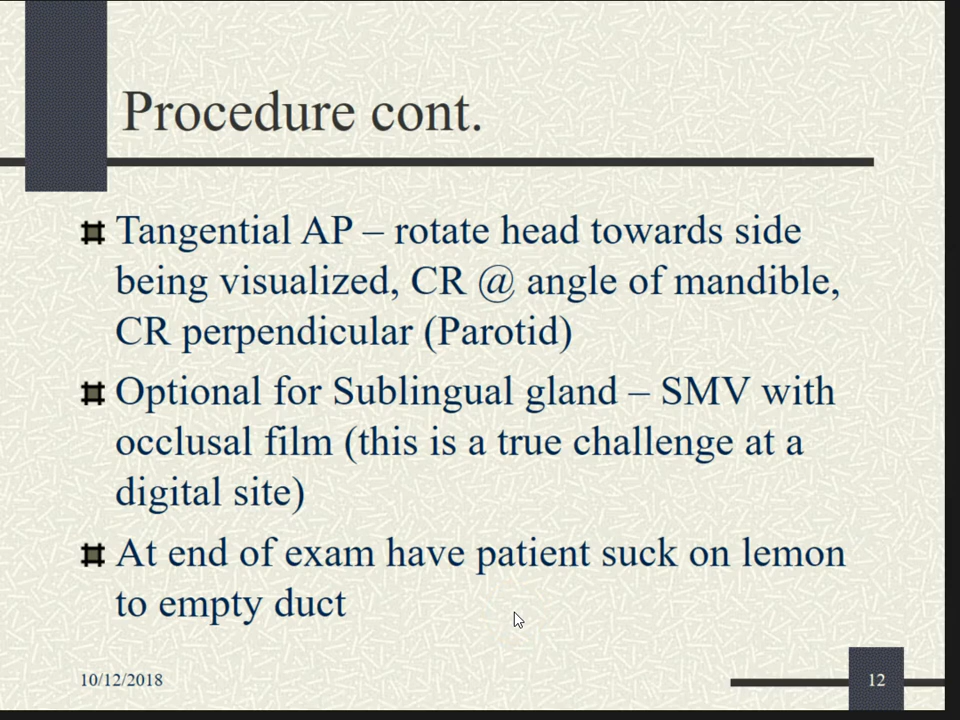 Procedure cont.
Tangential AP – rotate head towards side
being visualized, CR @ angle of mandible,
CR perpendicular (Parotid)
Optional for Sublingual gland – SMV with
occlusal film (this is a true challenge at a
digital site)
At end of exam have patient suck on lemon
to empty duct
10/12/2018
12